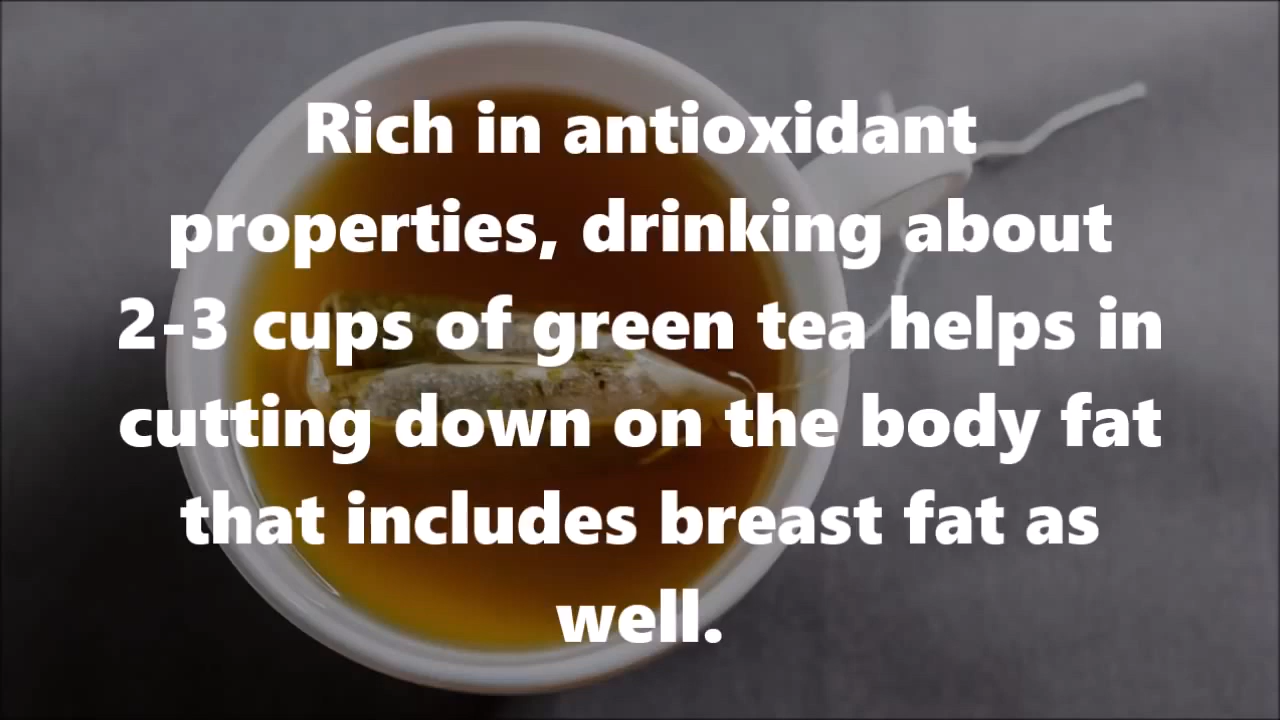 Rich in antioxidant
properties, drinking about
2-3 cups of green tea helps in
cutting down on the body fat
that includes breast fat as
well.